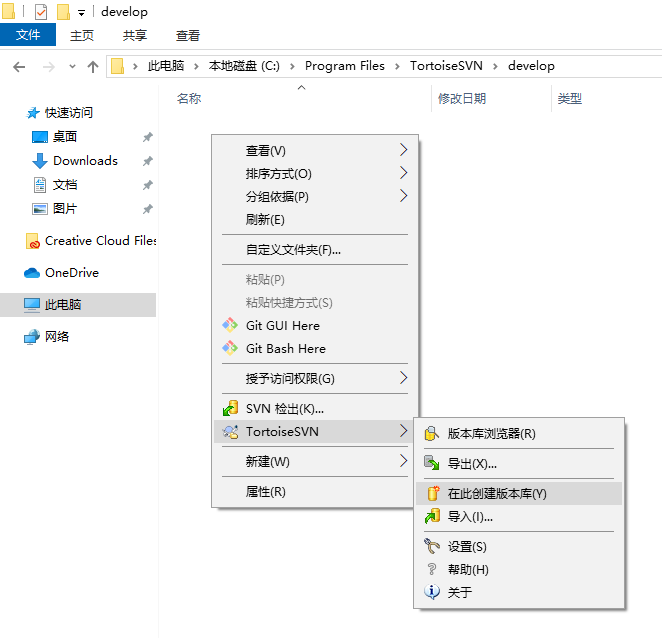 develop
文件 主页 共享 查看
此电脑 本地磁盘 (C:) Program Files TortoiseSVN develop
名称 修改日期 类型
快速访问
桌面
Downloads
文档
图片
Creative Cloud Files
OneDrive
此电脑
网络
查看(V)
排序方式(O)
分组依据(P)
刷新(E)
自定义文件夹(F)...
粘贴(P)
粘贴快捷方式(S)
Git GUI Here
Git Bash Here
授予访问权限(G)
SVN 检出(K)...
TortoiseSVN
新建(W)
属性(R)
版本库浏览器(R)
导出(X)...
在此创建版本库(Y)
导入(I)...
设置(S)
帮助(H)
关于